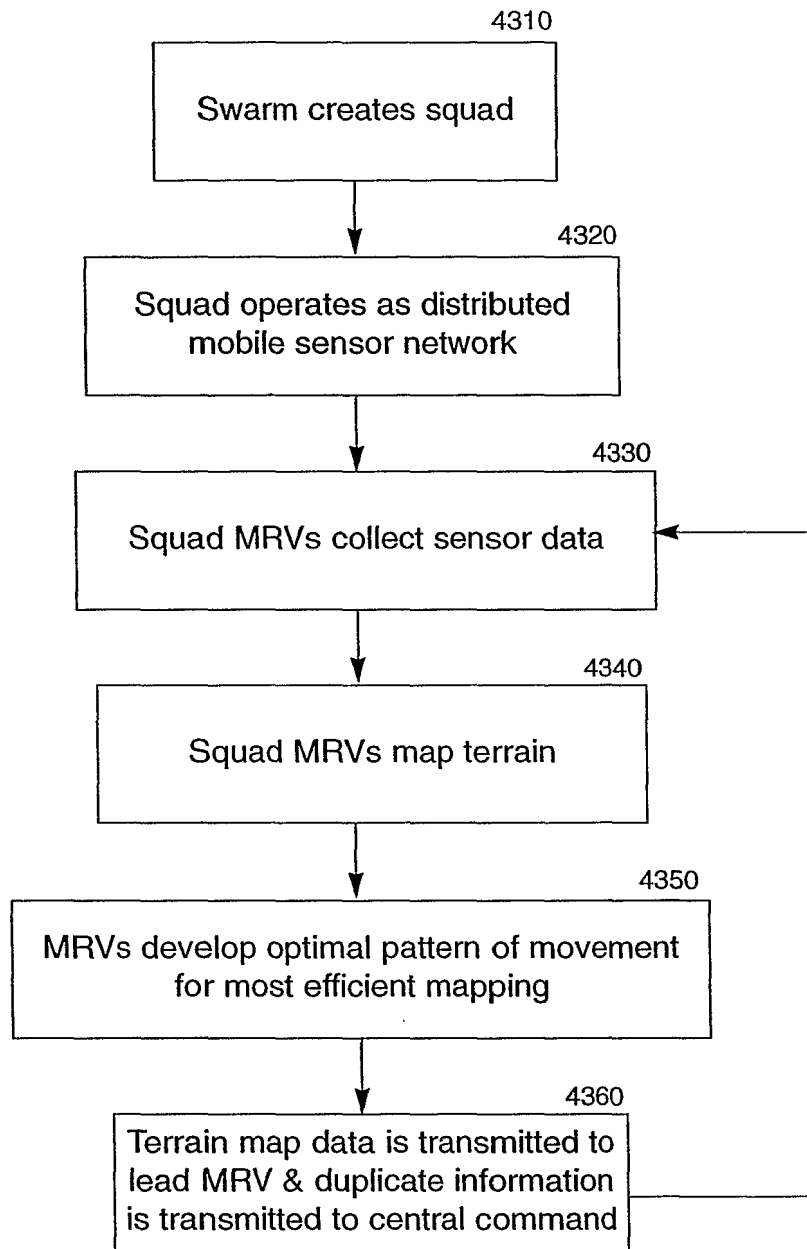 4310
Swarm creates squad
4320
Squad operates as distributed
mobile sensor network
4330
Squad MRVs collect sensor data
4340
Squad MRVs map terrain
4350
MRVs develop optimal pattern of movement
for most efficient mapping
4360
Terrain map data is transmitted to
lead MRV & duplicate information
is transmitted to central command